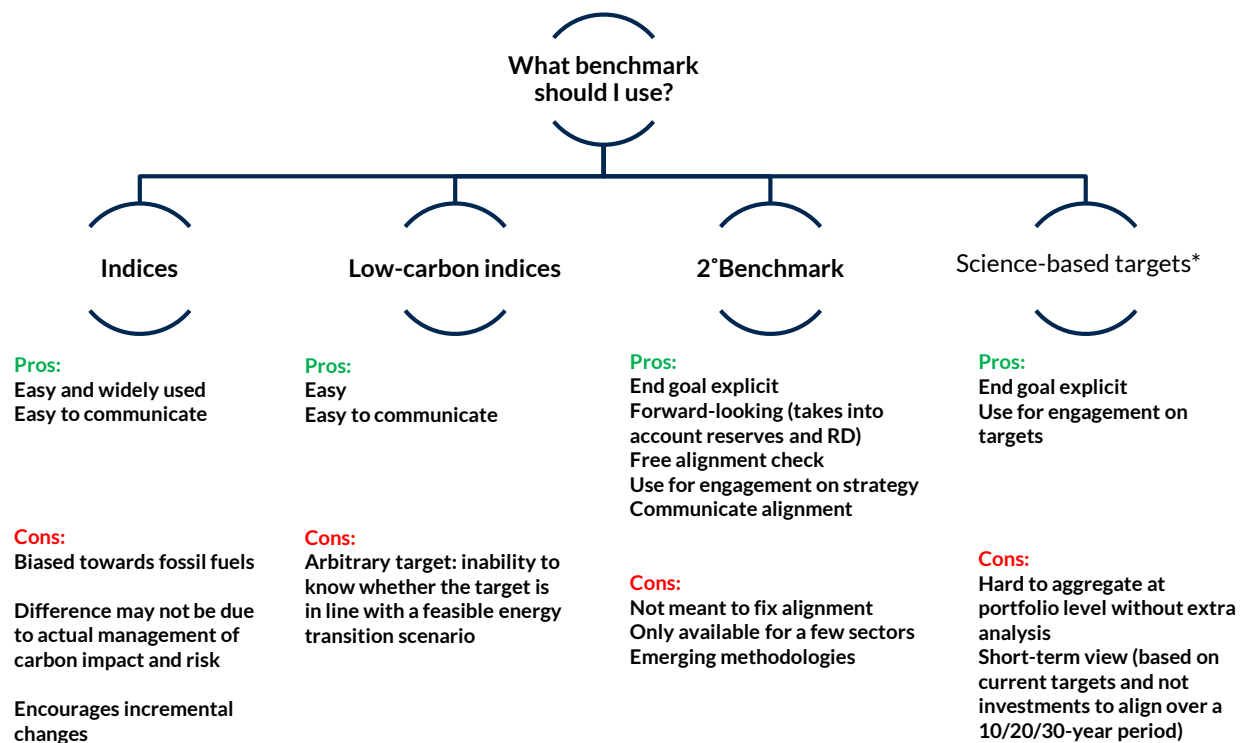 What benchmark
should I use?
Indices
Pros:
Easy and widely used
Easy to communicate
Cons:
Biased towards fossil fuels
Difference may not be due
to actual management of
carbon impact and risk
Encourages incremental
changes
Low-carbon indices
Pros:
Easy
Easy to communicate
Cons:
Arbitrary target: inability to
know whether the target is
in line with a feasible energy
transition scenario
2°Benchmark
Pros:
End goal explicit
Forward-looking (takes into
account reserves and RD)
Free alignment check
Use for engagement on strategy
Communicate alignment
Cons:
Not meant to fix alignment
Only available for a few sectors
Emerging methodologies
Science-based targets*
Pros:
End goal explicit
Use for engagement on
targets
Cons:
Hard to aggregate at
portfolio level without extra
analysis
Short-term view (based on
current targets and not
investments to align over a
10/20/30-year period)